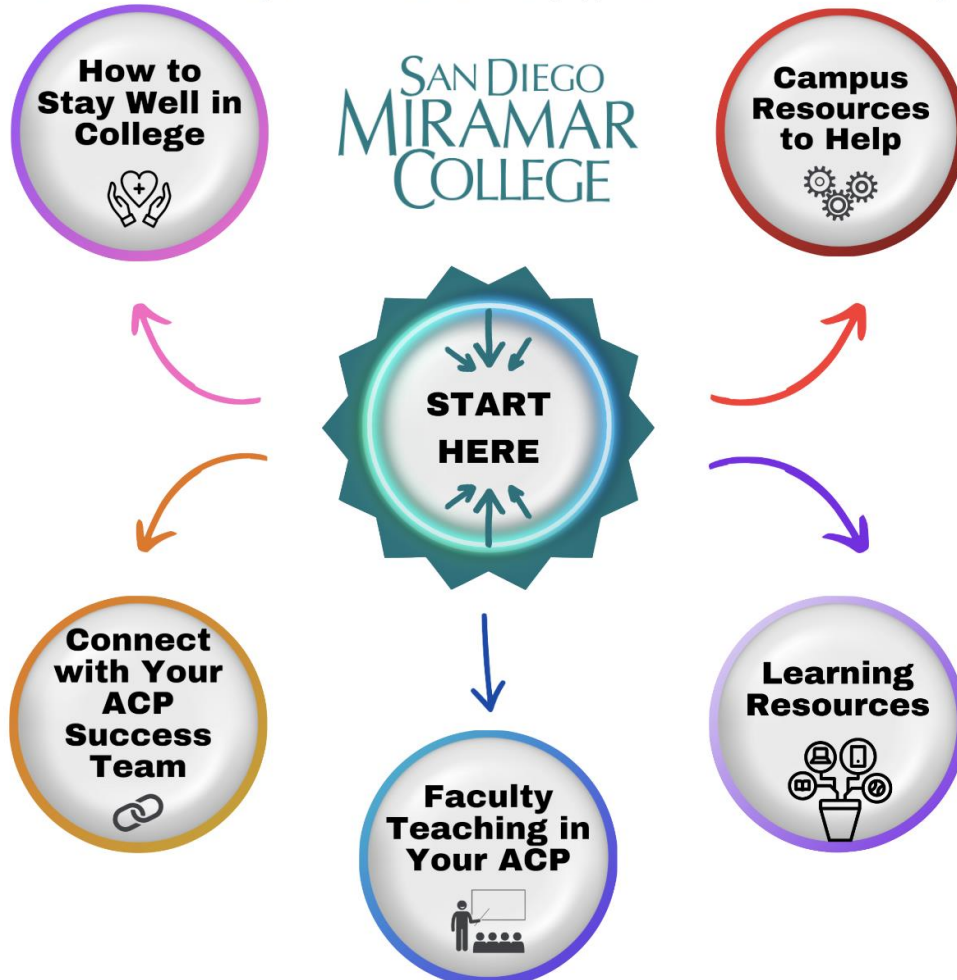 How to
Stay Well in
College
SAN DIEGO
MIRAMAR
COLLEGE
Campus
Resources
to Help
START
HERE
Connect
with Your
ACP
Success
Team
Faculty
Teaching in
Your ACP
Learning
Resources